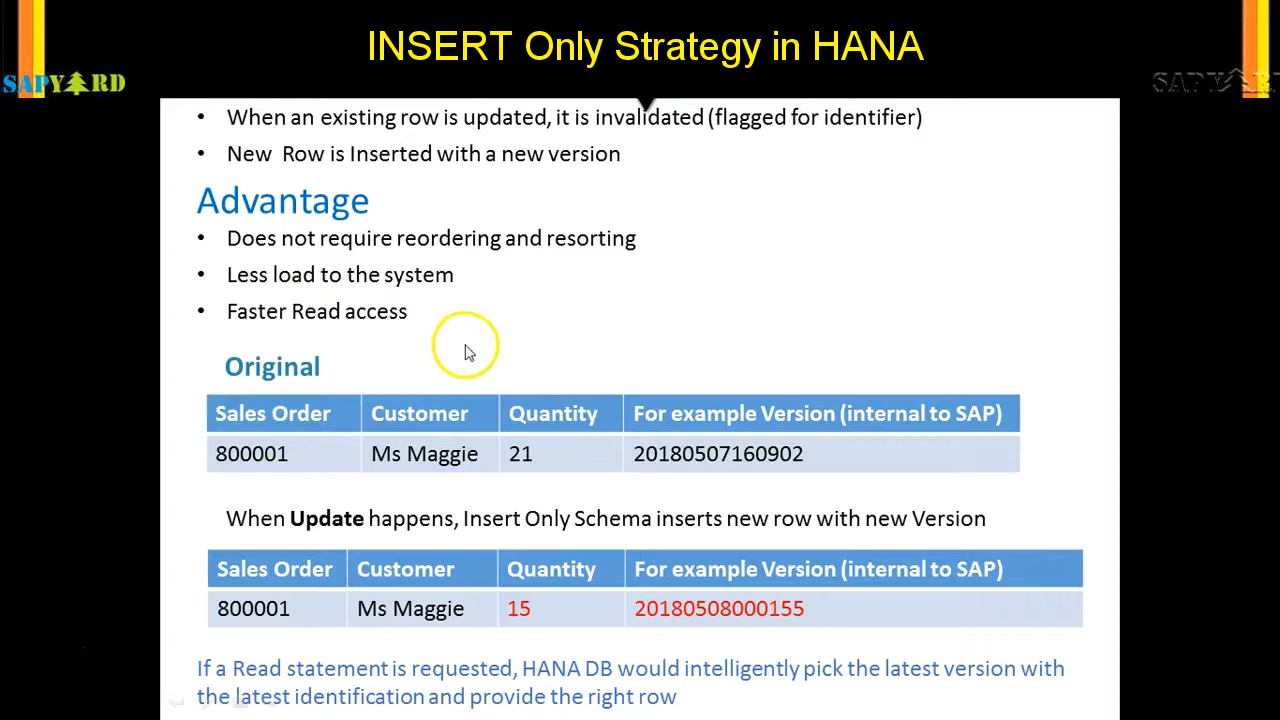 INSERT Only Strategy in HANA
SAPYARD
SAPYARD
• When an existing row is updated, it is invalidated (flagged for identifier)
• New Row is Inserted with a new version
Advantage
• Does not require reordering and resorting
• Less load to the system
• Faster Read access
Original
Sales Order Customer Quantity For example Version (internal to SAP)
800001 Ms Maggie 21 20180507160902
When Update happens, Insert Only Schema inserts new row with new Version
Sales Order Customer Quantity For example Version (internal to SAP)
800001 Ms Maggie 15 20180508000155
If a Read statement is requested, HANA DB would intelligently pick the latest version with
the latest identification and provide the right row